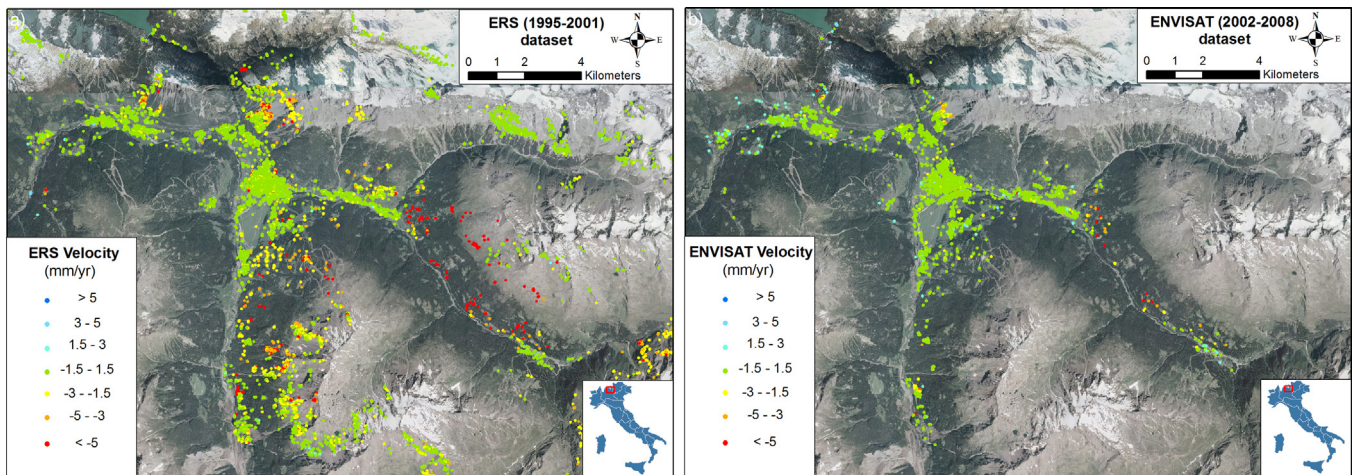 a)
ERS (1995-2001)
dataset
N
W E
S
0 1 2 4
Kilometers
ERS Velocity
(mm/yr)
> 5
3 - 5
1.5 - 3
-1.5 - 1.5
-3 - -1.5
-5 - -3
< -5
b)
ENVISAT (2002-2008)
dataset
N
W E
S
0 1 2 4
Kilometers
ENVISAT Velocity
(mm/yr)
> 5
3 - 5
1.5 - 3
-1.5 - 1.5
-3 - -1.5
-5 - -3
< -5